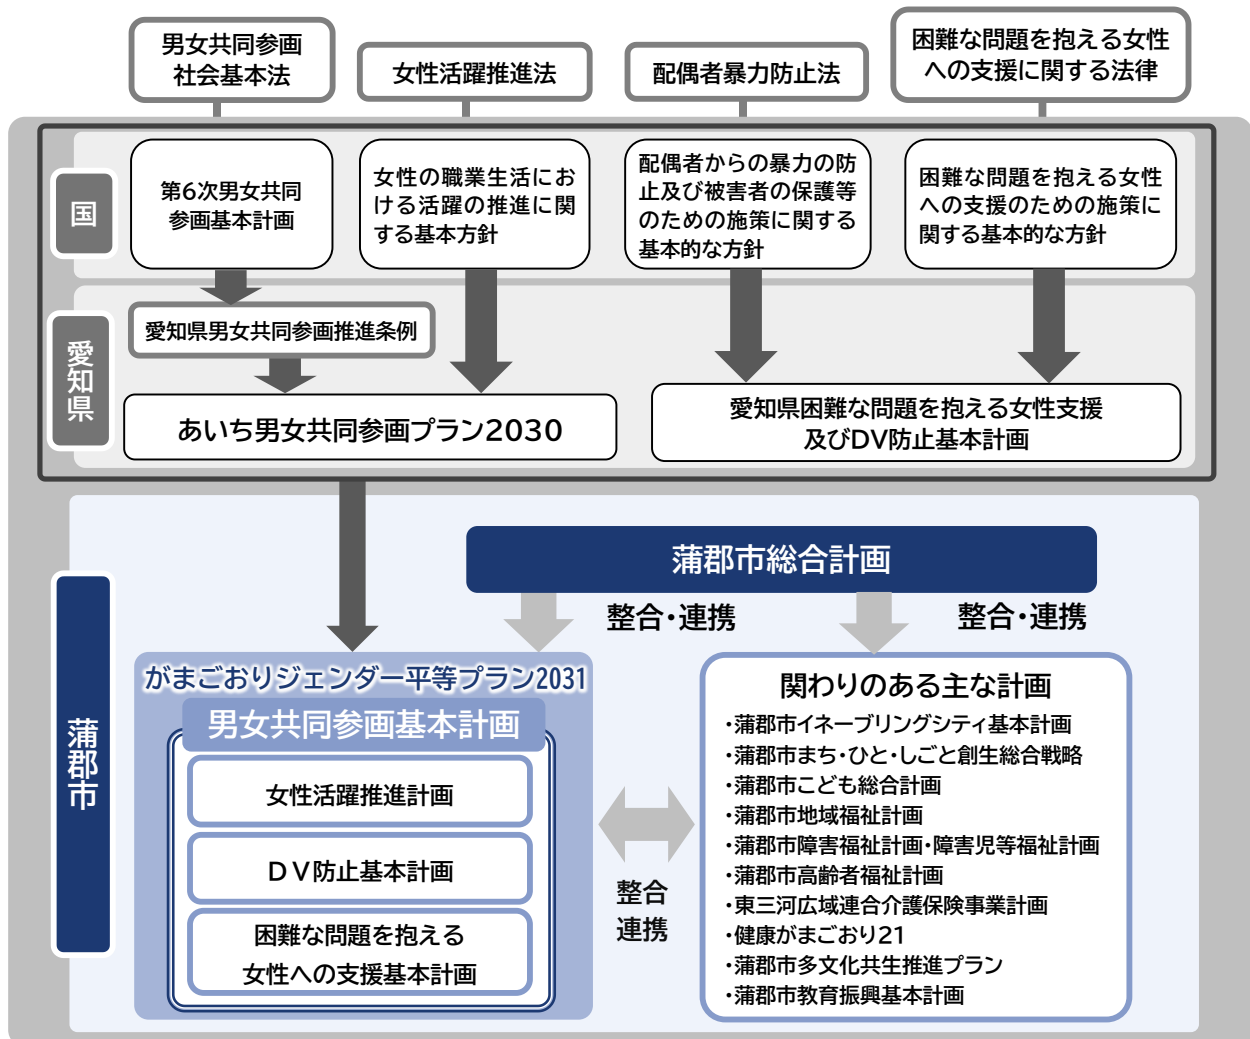 男女共同参画
社会基本法
女性活躍推進法
配偶者暴力防止法
困難な問題を抱える女性
への支援に関する法律
国
第6次男女共同
参画基本計画
女性の職業生活にお
ける活躍の推進に関
する基本方針
配偶者からの暴力の防
止及び被害者の保護等
のための施策に関する
基本的な方針
困難な問題を抱える女性
への支援のための施策に
関する基本的な方針
愛知県
愛知県男女共同参画推進条例
あいち男女共同参画プラン2030
愛知県困難な問題を抱える女性支援
及びDV防止基本計画
蒲郡市
蒲郡市総合計画
整合・連携
整合・連携
がまごおりジェンダー平等プラン2031
男女共同参画基本計画
女性活躍推進計画
DV防止基本計画
困難な問題を抱える
女性への支援基本計画
整合
連携
関わりのある主な計画
・蒲郡市イネーブリングシティ基本計画
・蒲郡市まち・ひと・しごと創生総合戦略
・蒲郡市こども総合計画
・蒲郡市地域福祉計画
・蒲郡市障害福祉計画・障害児等福祉計画
・蒲郡市高齢者福祉計画
・東三河広域連合介護保険事業計画
・健康がまごおり21
・蒲郡市多文化共生推進プラン
・蒲郡市教育振興基本計画